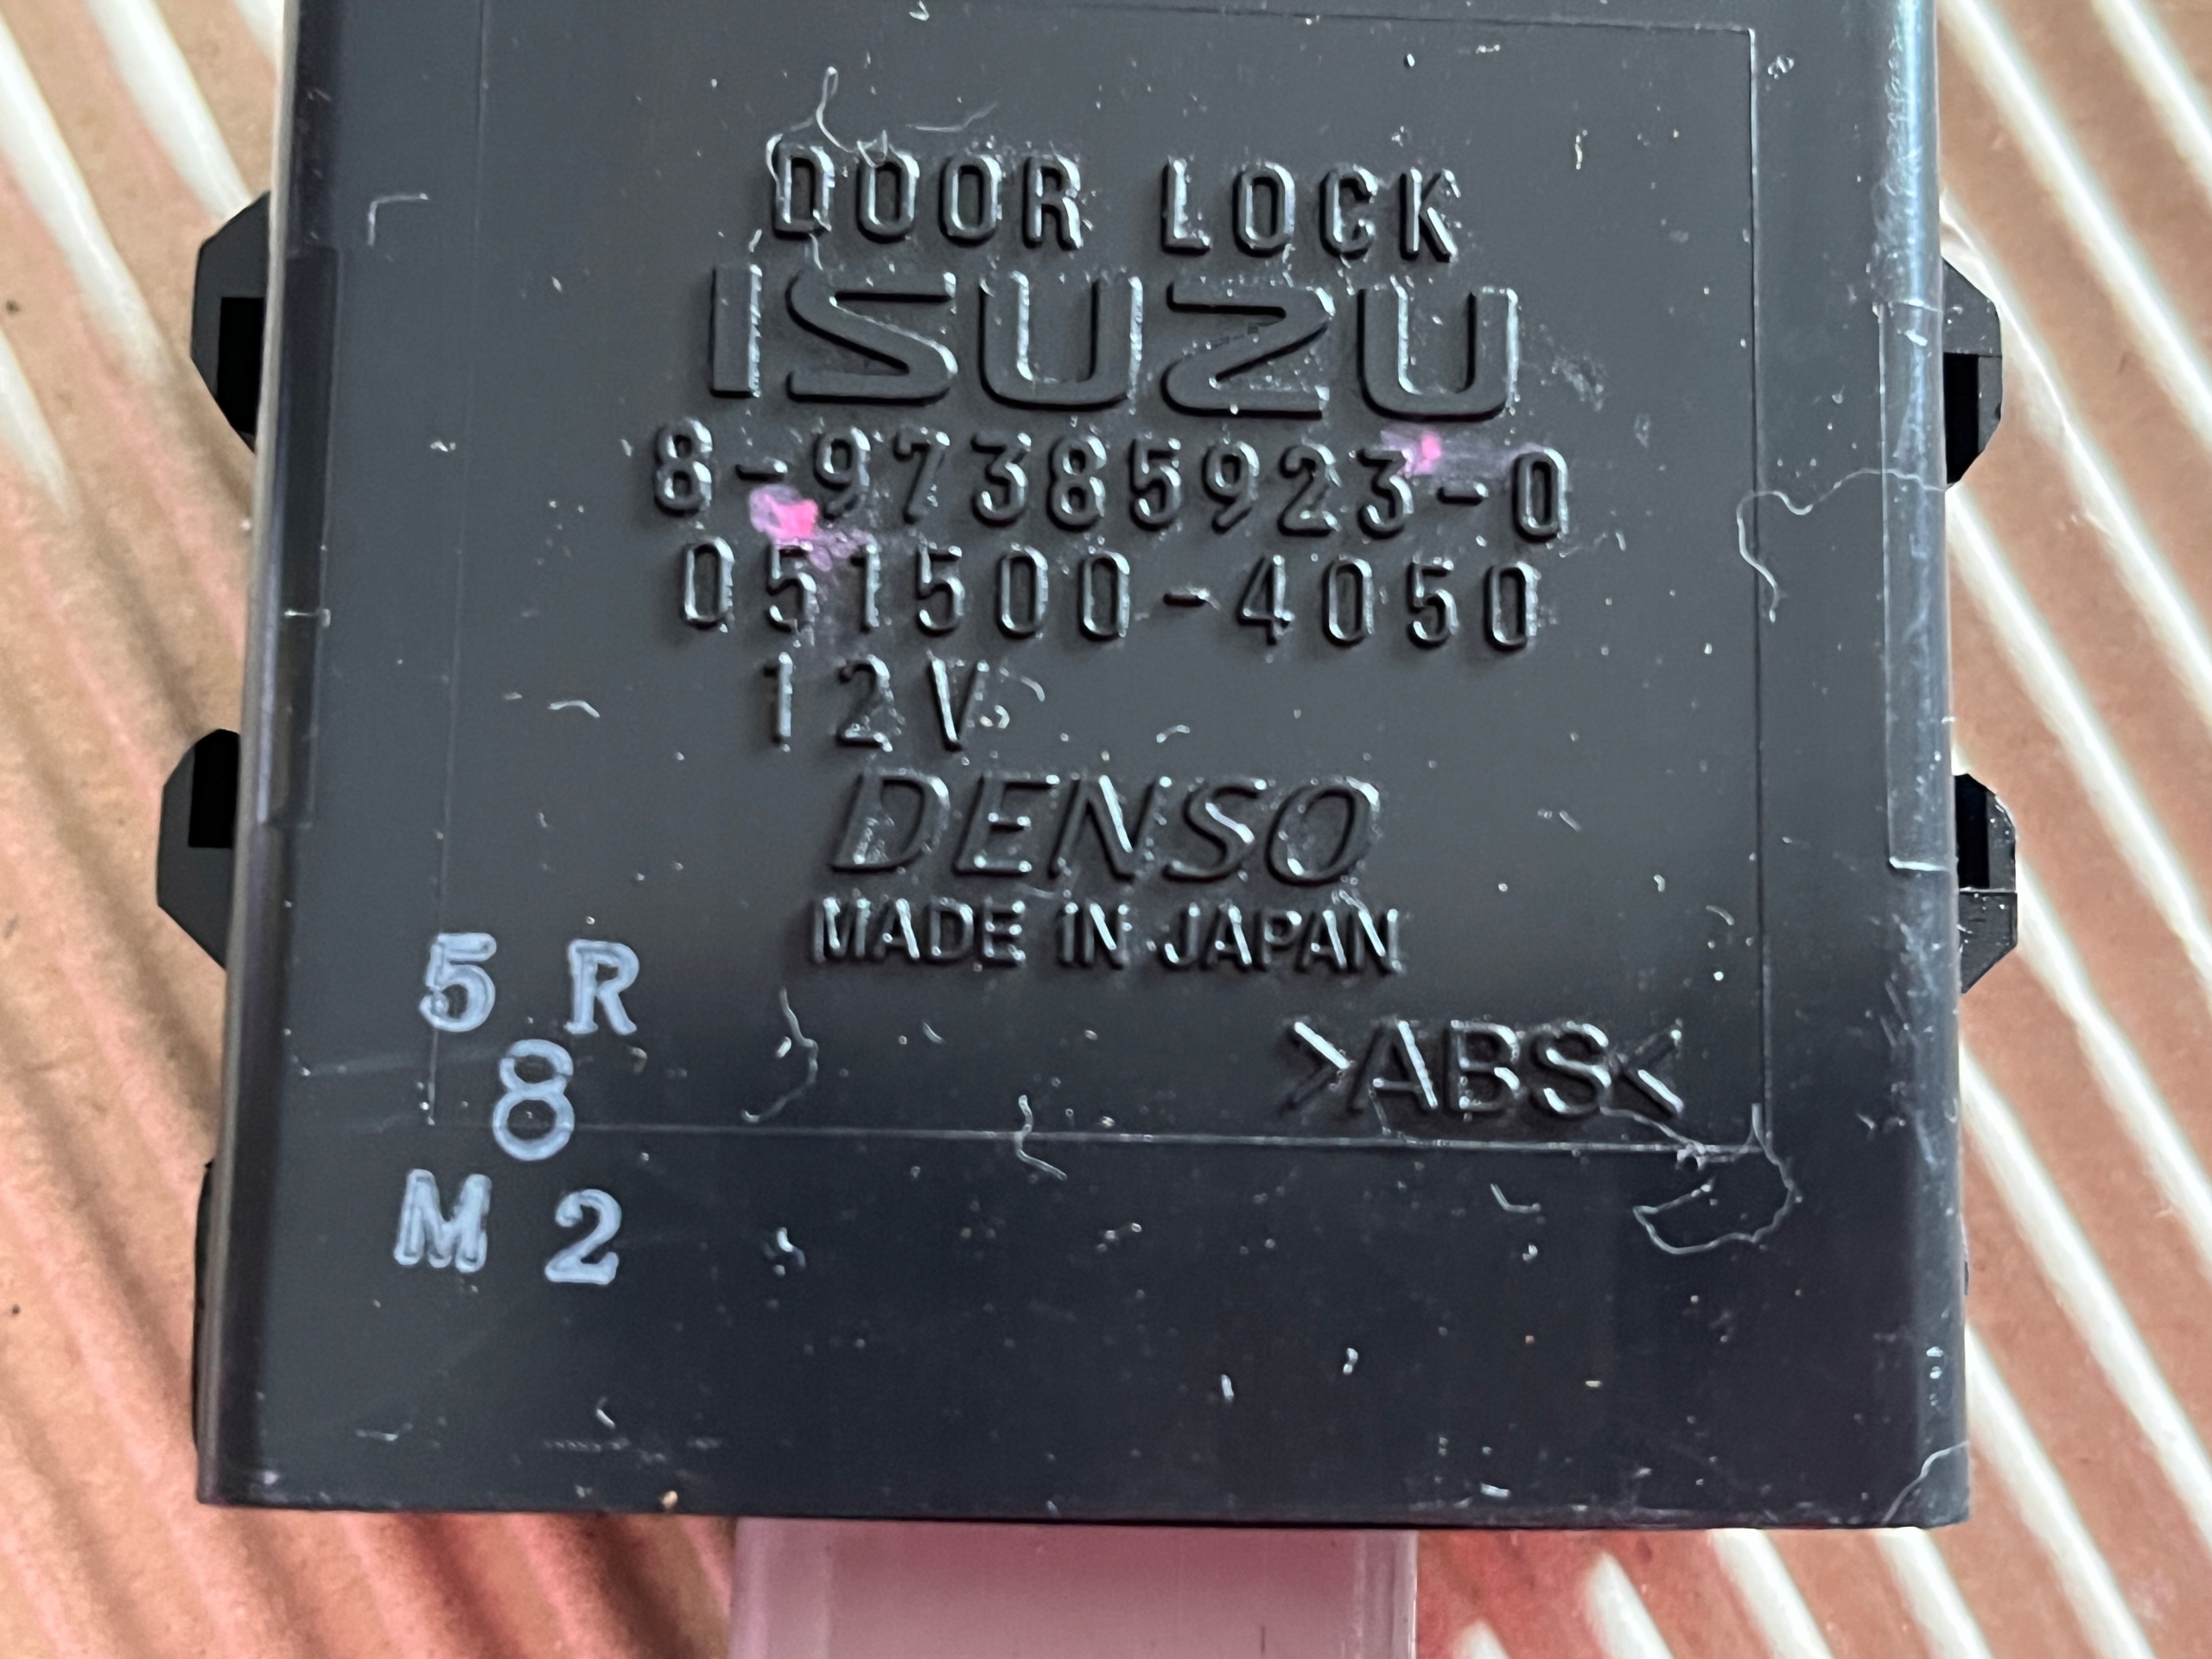 DOOR LOCK
ISUZU
8-97385923-0
051500-4050
12V
DENSO
MADE IN JAPAN
>ABS<
5 R
8
M 2